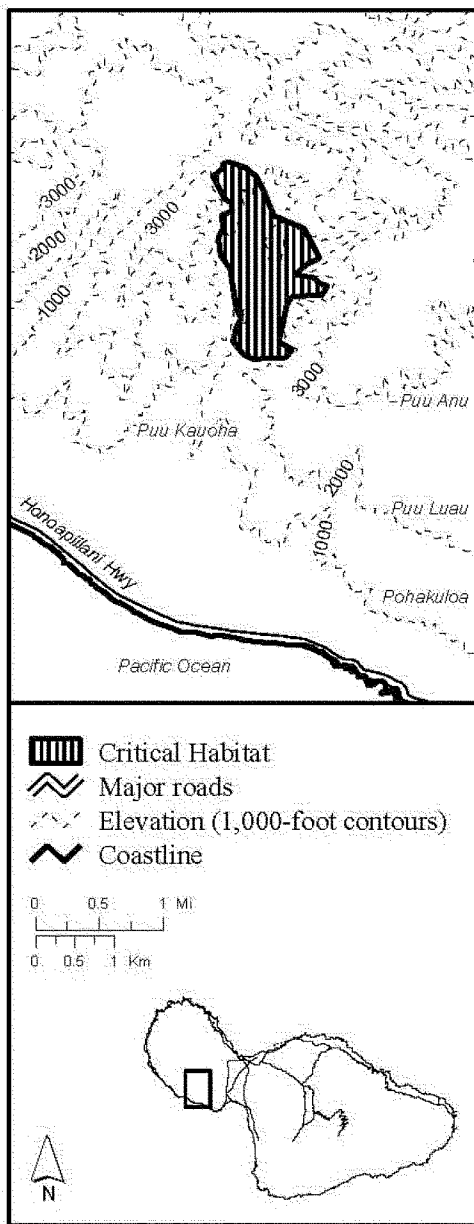 3000
2000
1000
3000
3000
Puu Anu
Puu Kauoha
2000
1000
Puu Luau
Pohakuloa
Honoapiilani Hwy
Pacific Ocean
Critical Habitat
Major roads
Elevation (1,000-foot contours)
Coastline
0 0.5 1 Mi
0 0.5 1 Km
N